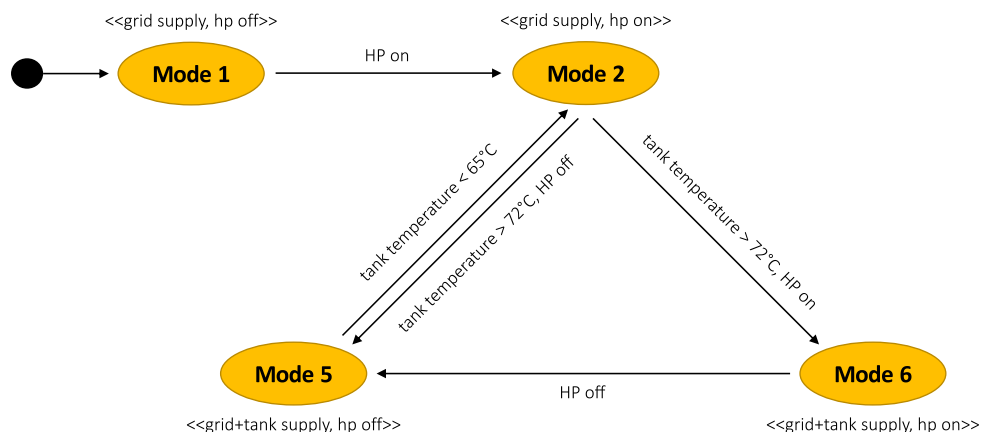 <<grid supply, hp off>>
<<grid supply, hp on>>
Mode 1
HP on
Mode 2
tank temperature < 65°C
tank temperature > 72°C, HP off
tank temperature > 72°C, HP on
Mode 5
HP off
Mode 6
<<grid+tank supply, hp off>>
<<grid+tank supply, hp on>>